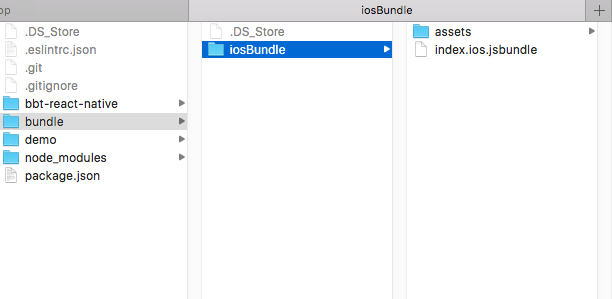 op
iosBundle
.DS_Store
.eslintrc.json
.git
.gitignore
bbt-react-native
bundle
demo
node_modules
package.json
.DS_Store
iosBundle
assets
index.ios.jsbundle